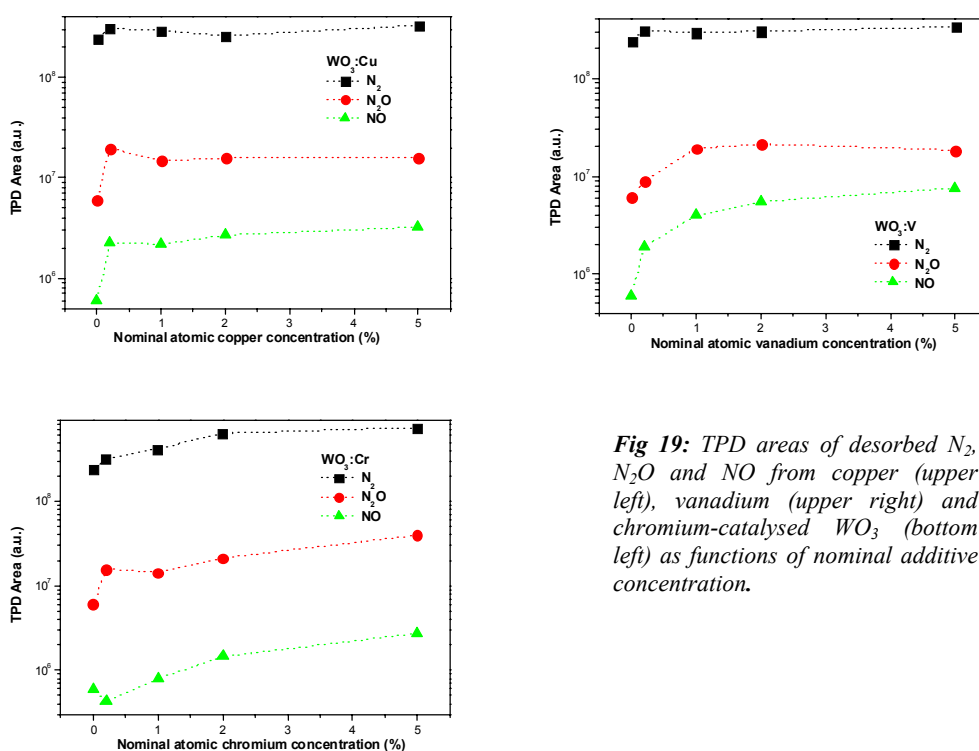 WO3:Cu
N2
N2O
NO
10^8
10^7
10^6
TPD Area (a.u.)
0 1 2 3 4 5
Nominal atomic copper concentration (%)
WO3:V
N2
N2O
NO
10^8
10^7
10^6
TPD Area (a.u.)
0 1 2 3 4 5
Nominal atomic vanadium concentration (%)
WO3:Cr
N2
N2O
NO
10^8
10^7
10^6
TPD Area (a.u.)
0 1 2 3 4 5
Nominal atomic chromium concentration (%)
Fig 19: TPD areas of desorbed N2,
N2O and NO from copper (upper
left), vanadium (upper right) and
chromium-catalysed WO3 (bottom
left) as functions of nominal additive
concentration.